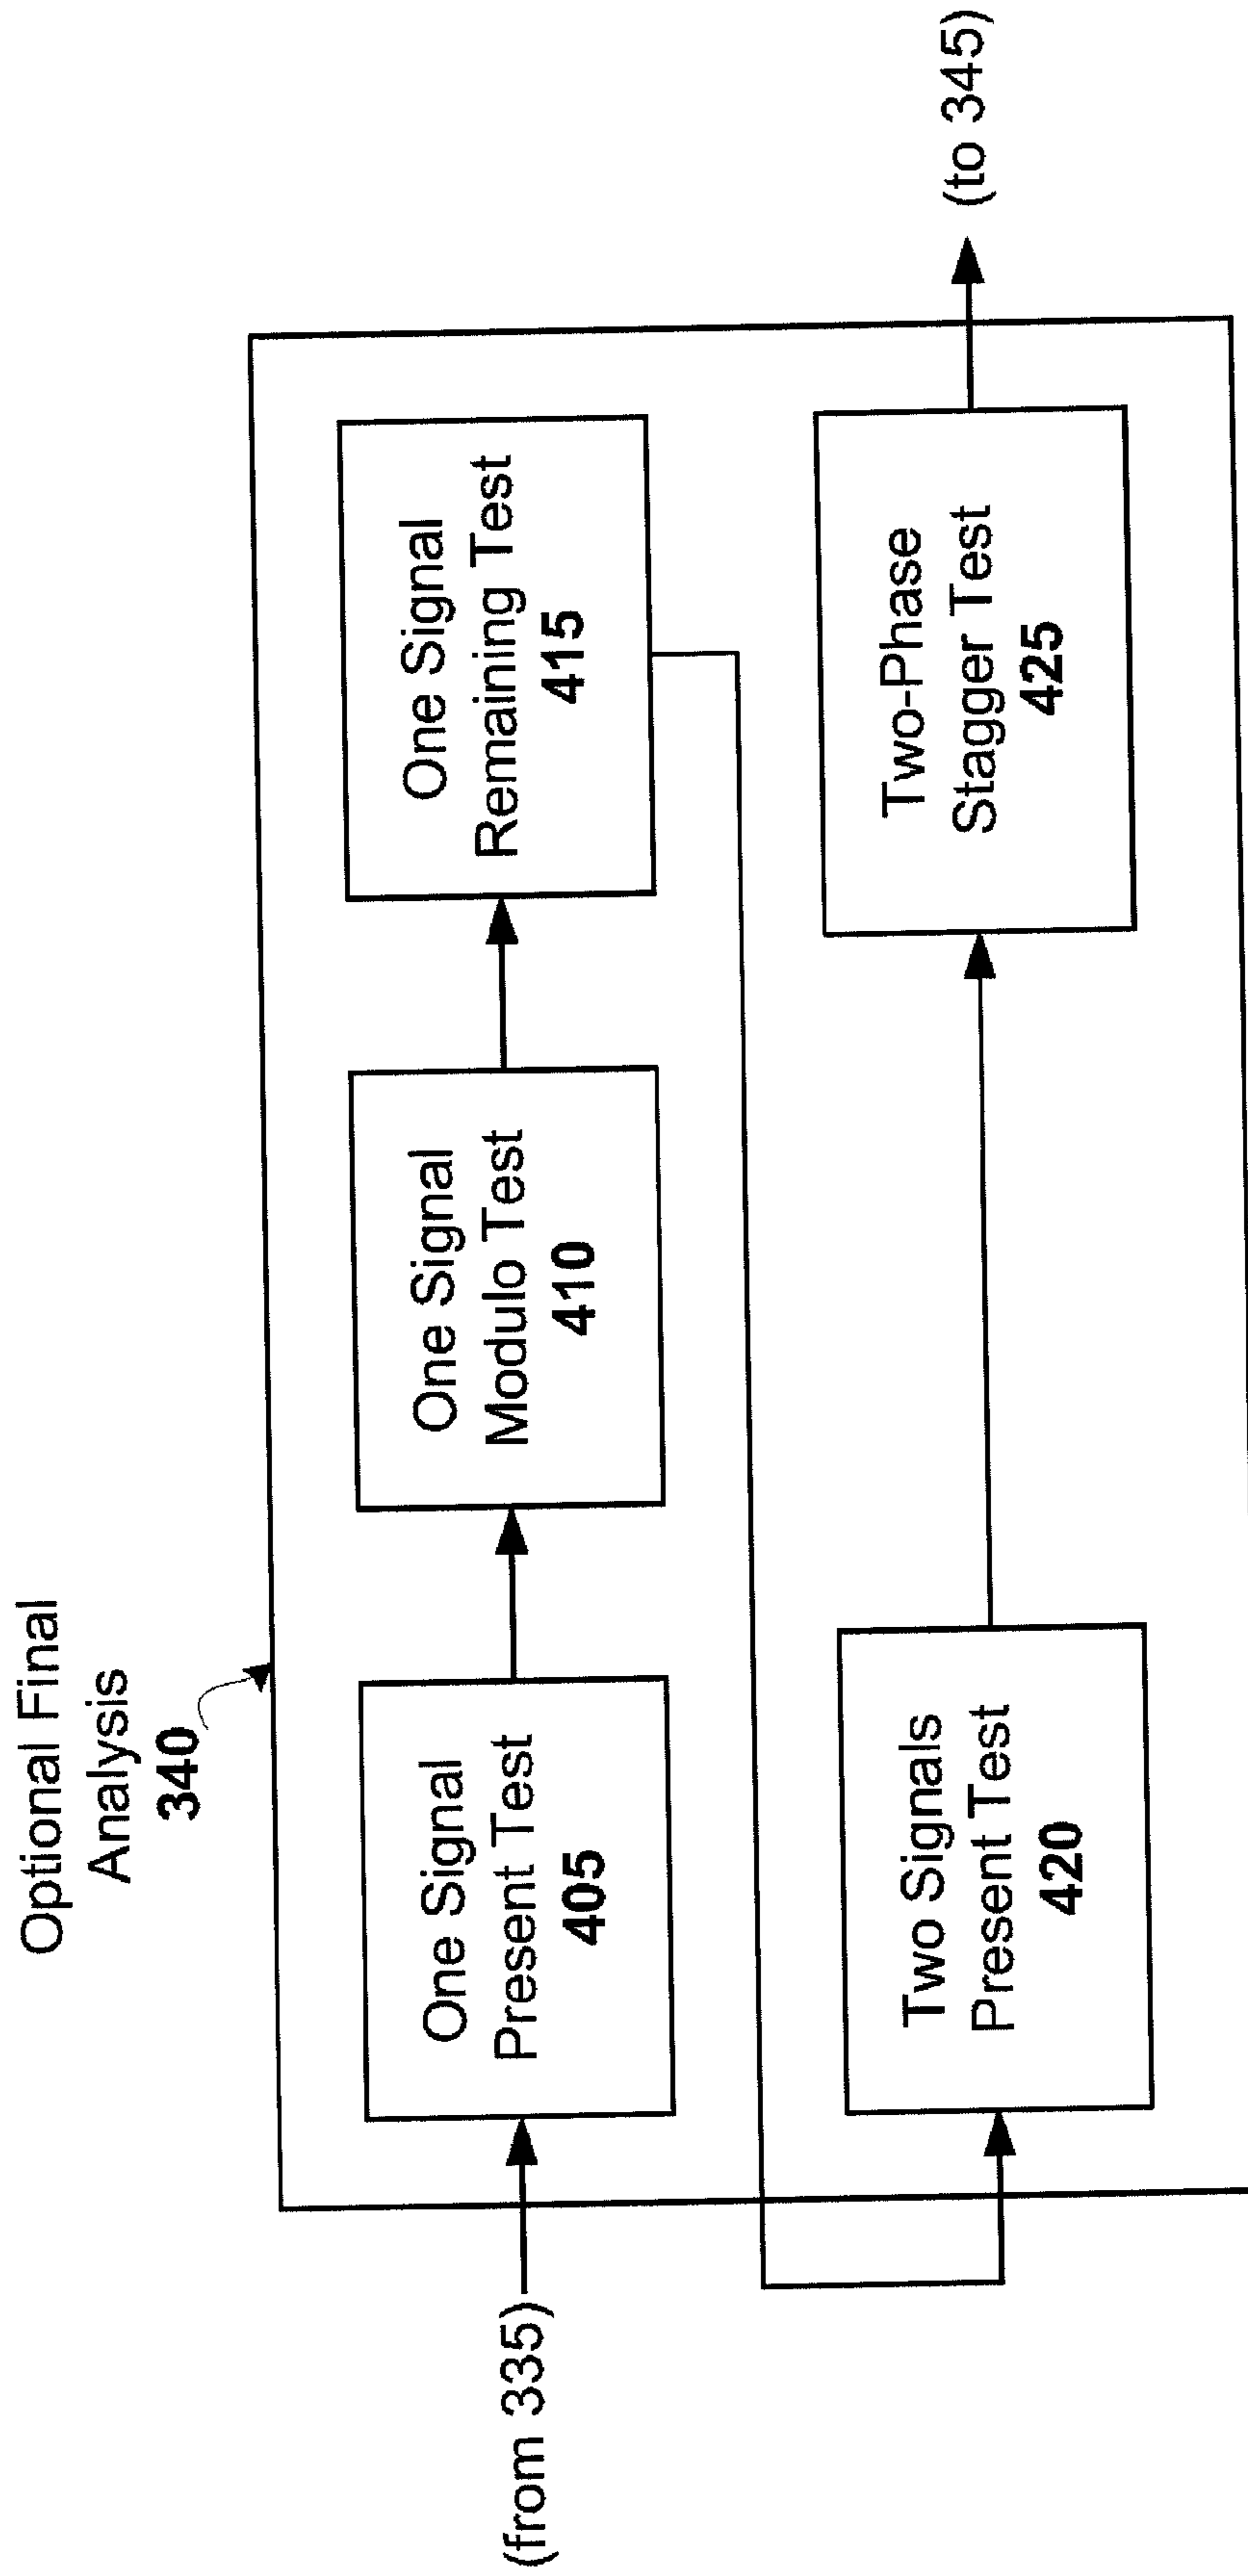 Optional Final
Analysis
340
(from 335)
One Signal
Present Test
405
One Signal
Modulo Test
410
One Signal
Remaining Test
415
Two Signals
Present Test
420
Two-Phase
Stagger Test
425
(to 345)